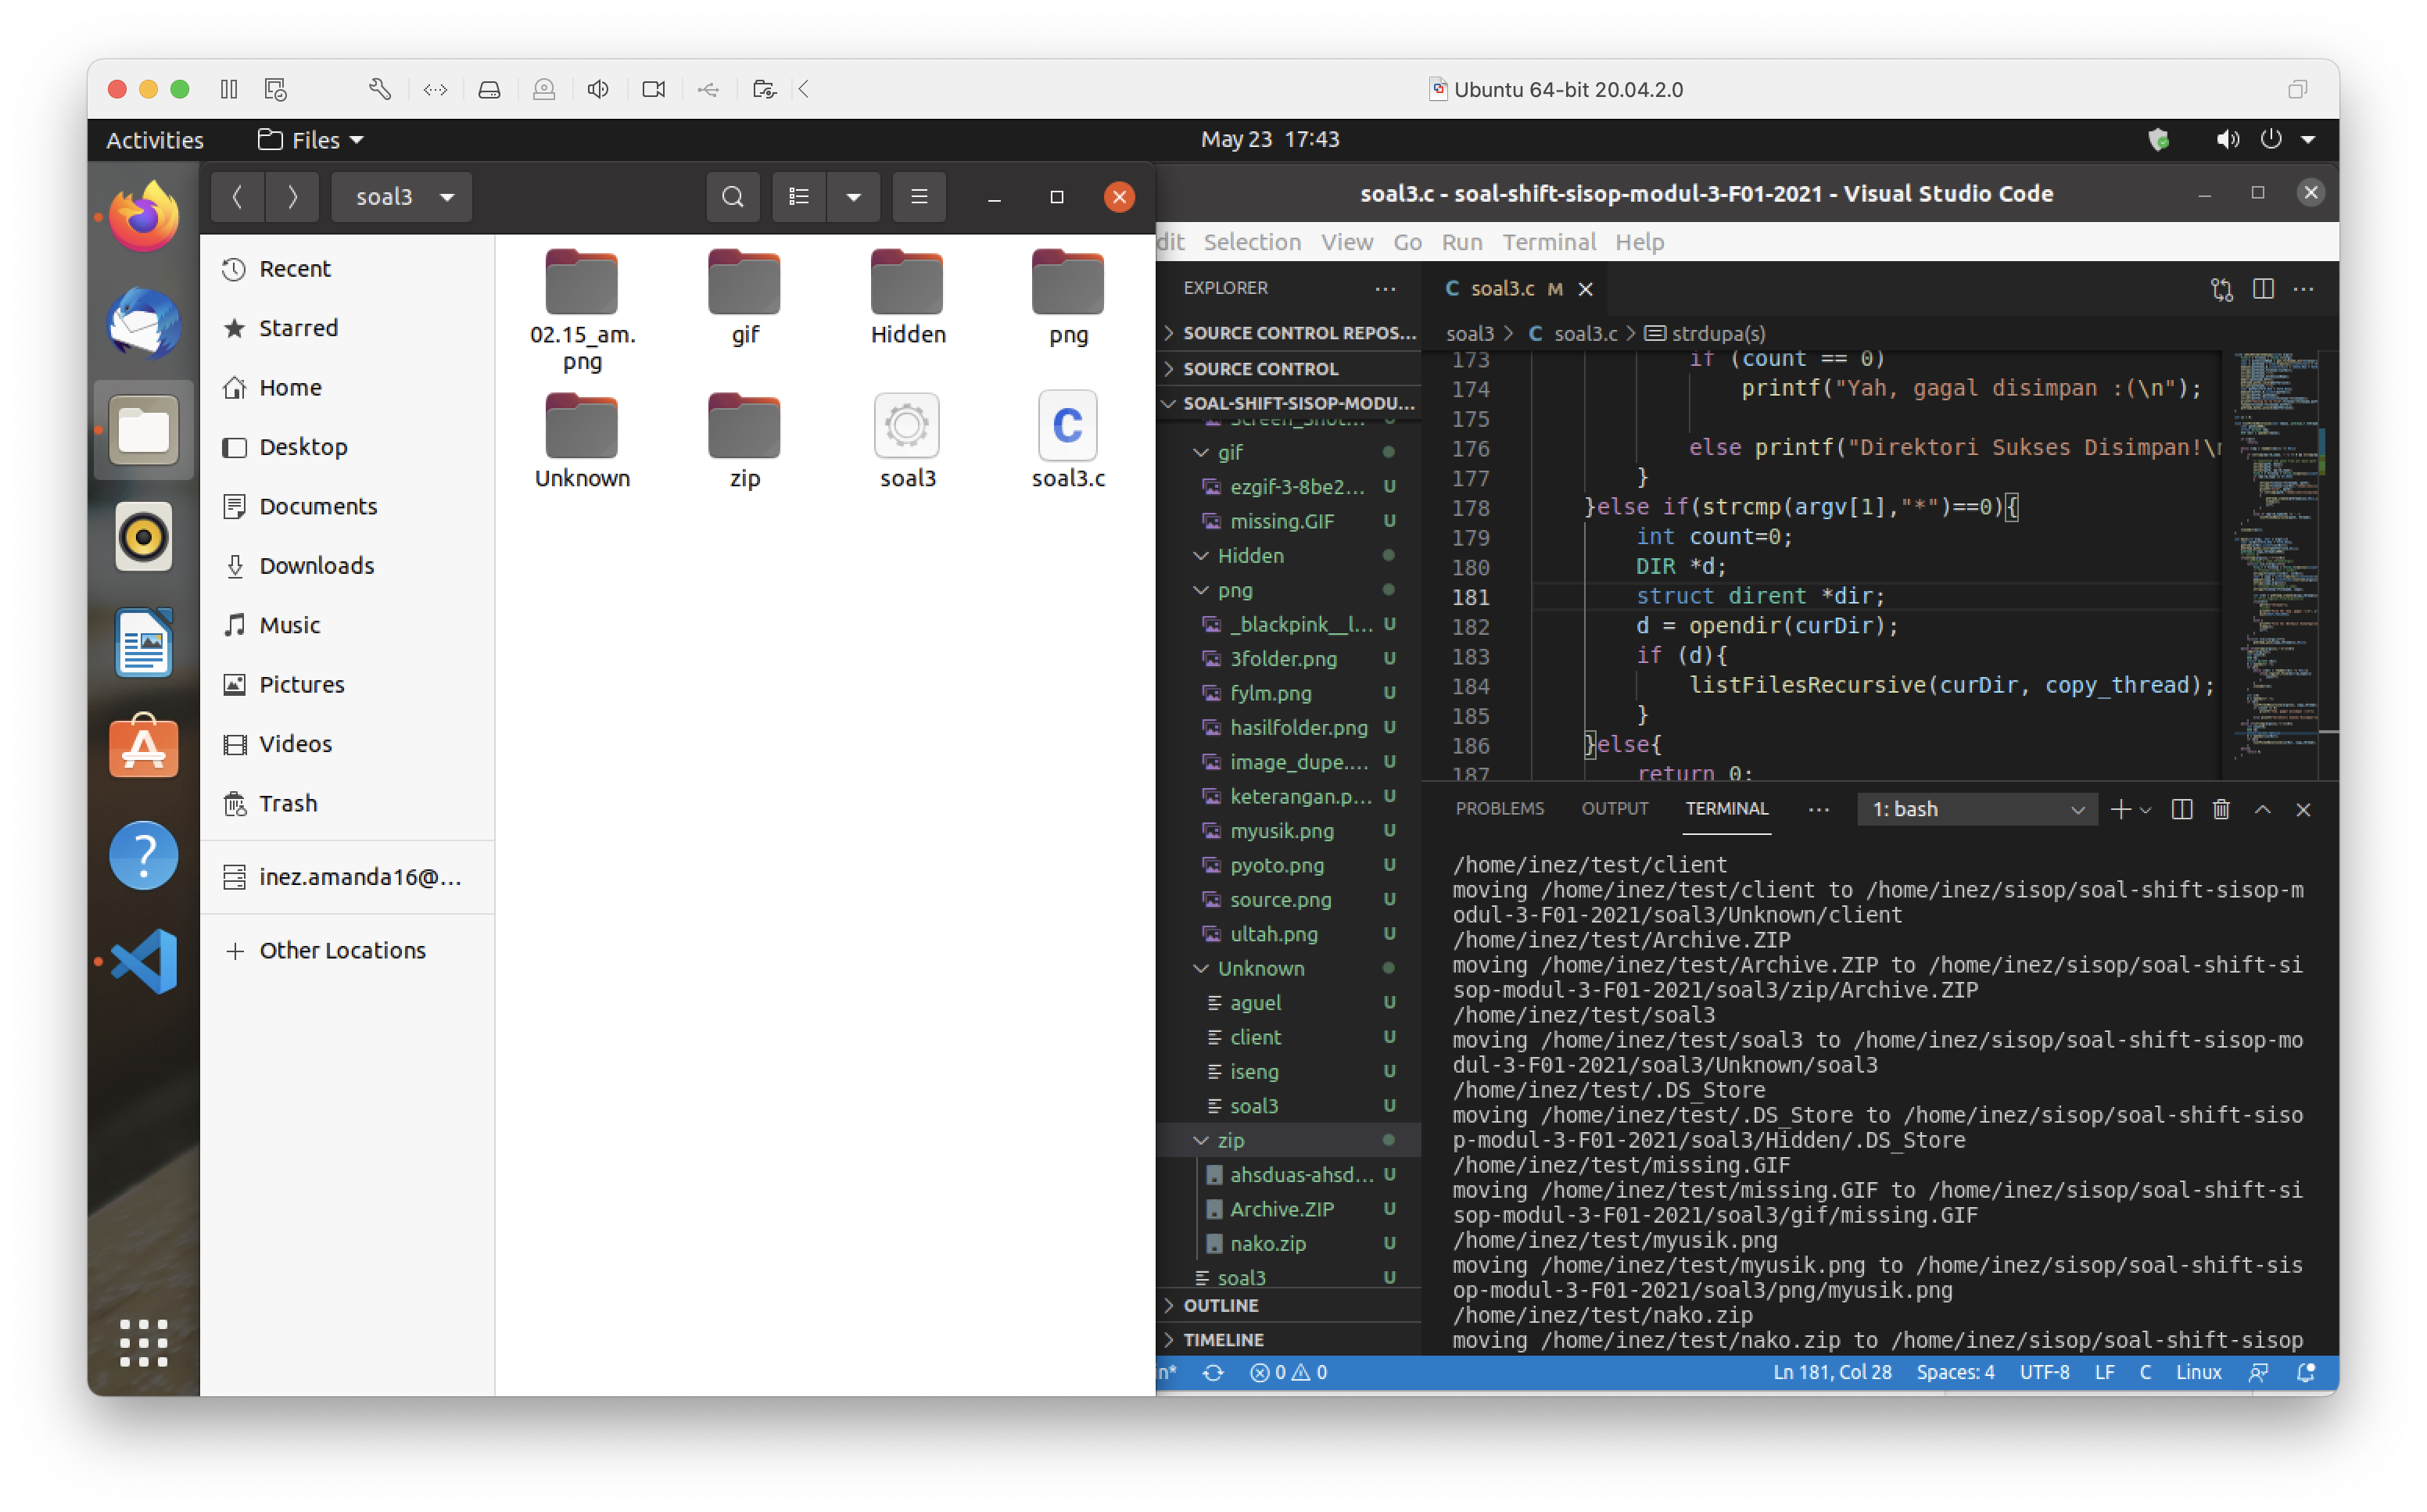 Ubuntu 64-bit 20.04.2.0
Activities
Files
May 23 17:43
soal3
Recent
Starred
Home
Desktop
Documents
Downloads
Music
Pictures
Videos
Trash
inez.amanda16@...
Other Locations
02.15_am.
png
gif
Hidden
png
Unknown
zip
soal3
soal3.c
soal3.c - soal-shift-sisop-modul-3-F01-2021 - Visual Studio Code
dit Selection View Go Run Terminal Help
EXPLORER
SOURCE CONTROL REPOS...
SOURCE CONTROL
SOAL-SHIFT-SISOP-MODU...
gif
ezgif-3-8be2... U
missing.GIF U
Hidden
png
_blackpink__l... U
3folder.png U
fylm.png U
hasilfolder.png U
image_dupe.... U
keterangan.p... U
myusik.png U
pyoto.png U
source.png U
ultah.png U
Unknown
aguel U
client U
iseng U
soal3 U
zip
ahsduas-ahsd... U
Archive.ZIP U
nako.zip U
soal3 U
OUTLINE
TIMELINE
C soal3.c M
soal3 > C soal3.c > strdupa(s)
173 if (count == 0)
174 printf("Yah, gagal disimpan :(\n");
175
176 else printf("Direktori Sukses Disimpan!\
177 }
178 }else if(strcmp(argv[1],"*")==0){
179 int count=0;
180 DIR *d;
181 struct dirent *dir;
182 d = opendir(curDir);
183 if (d){
184 listFilesRecursive(curDir, copy_thread);
185 }
186 }else{
187 return 0;
PROBLEMS OUTPUT TERMINAL ... 1: bash
/home/inez/test/client
moving /home/inez/test/client to /home/inez/sisop/soal-shift-sisop-m
odul-3-F01-2021/soal3/Unknown/client
/home/inez/test/Archive.ZIP
moving /home/inez/test/Archive.ZIP to /home/inez/sisop/soal-shift-si
sop-modul-3-F01-2021/soal3/zip/Archive.ZIP
/home/inez/test/soal3
moving /home/inez/test/soal3 to /home/inez/sisop/soal-shift-sisop-mo
dul-3-F01-2021/soal3/Unknown/soal3
/home/inez/test/.DS_Store
moving /home/inez/test/.DS_Store to /home/inez/sisop/soal-shift-siso
p-modul-3-F01-2021/soal3/Hidden/.DS_Store
/home/inez/test/missing.GIF
moving /home/inez/test/missing.GIF to /home/inez/sisop/soal-shift-si
sop-modul-3-F01-2021/soal3/gif/missing.GIF
/home/inez/test/myusik.png
moving /home/inez/test/myusik.png to /home/inez/sisop/soal-shift-sis
op-modul-3-F01-2021/soal3/png/myusik.png
/home/inez/test/nako.zip
moving /home/inez/test/nako.zip to /home/inez/sisop/soal-shift-sisop
in* 0 0
Ln 181, Col 28 Spaces: 4 UTF-8 LF C Linux